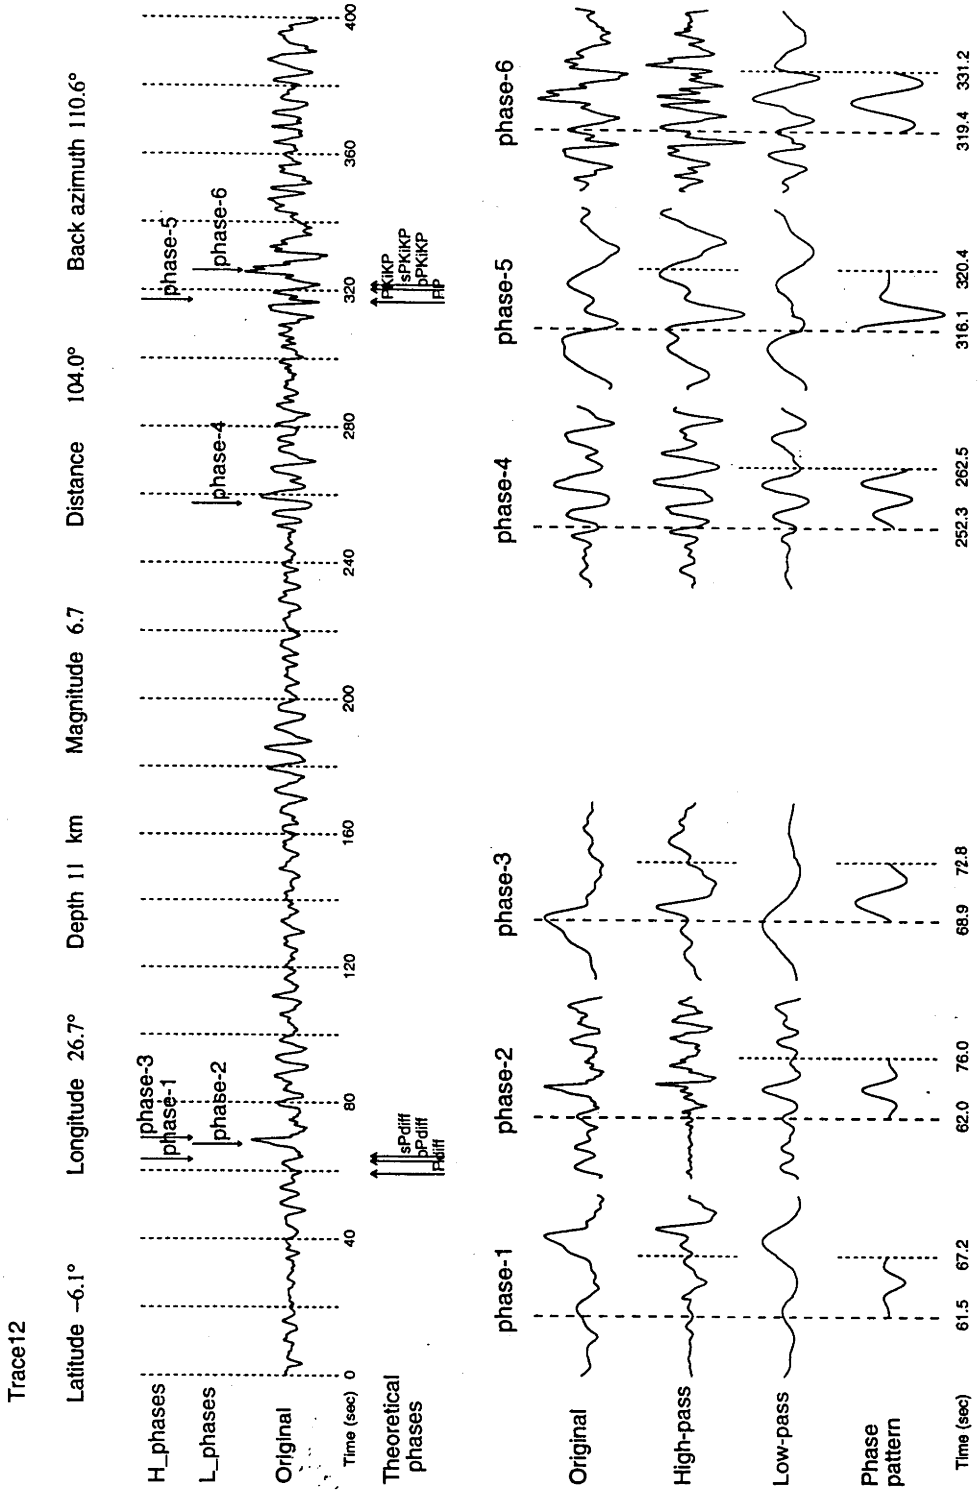 Trace12
Latitude −6.1° Longitude 26.7° Depth 11 km Magnitude 6.7 Distance 104.0° Back azimuth 110.6°
H_phases
phase-3
phase-1
phase-5
L_phases
phase-2
phase-4
phase-6
Original
Time (sec) 0 40 80 120 160 200 240 280 320 360 400
Theoretical phases
sPdiff
pPdiff
Pdiff
PKiKP
sPKiKP
pPKiKP
PP
phase-1 phase-2 phase-3 phase-4 phase-5 phase-6
Original
High-pass
Low-pass
Phase pattern
Time (sec) 61.5 67.2 62.0 76.0 68.9 72.8 252.3 262.5 316.1 320.4 319.4 331.2